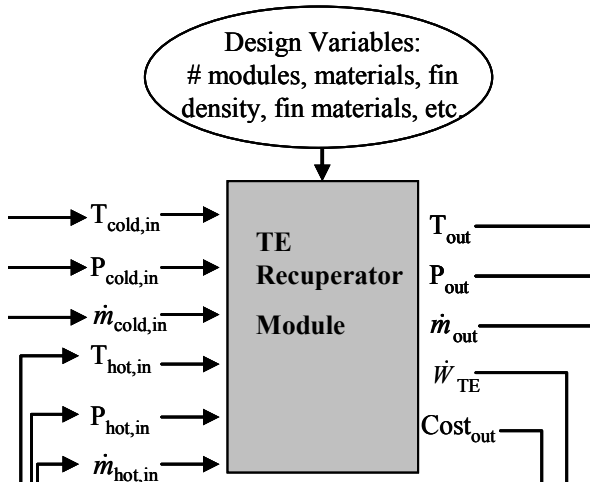 Design Variables:
# modules, materials, fin
density, fin materials, etc.
T_cold,in
P_cold,in
ṁ_cold,in
T_hot,in
P_hot,in
ṁ_hot,in
TE
Recuperator
Module
T_out
P_out
ṁ_out
Ẇ_TE
Cost_out